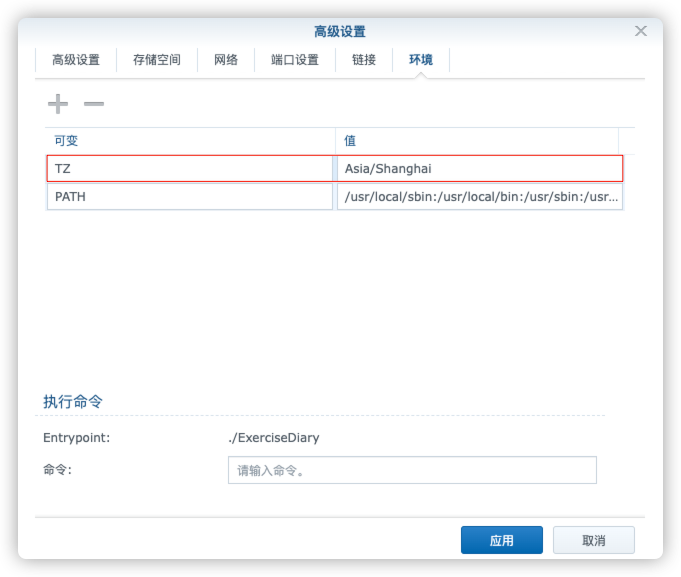 高级设置
高级设置 存储空间 网络 端口设置 链接 环境
可变 值
TZ Asia/Shanghai
PATH /usr/local/sbin:/usr/local/bin:/usr/sbin:/usr...
执行命令
Entrypoint: ./ExerciseDiary
命令: 请输入命令。
应用 取消